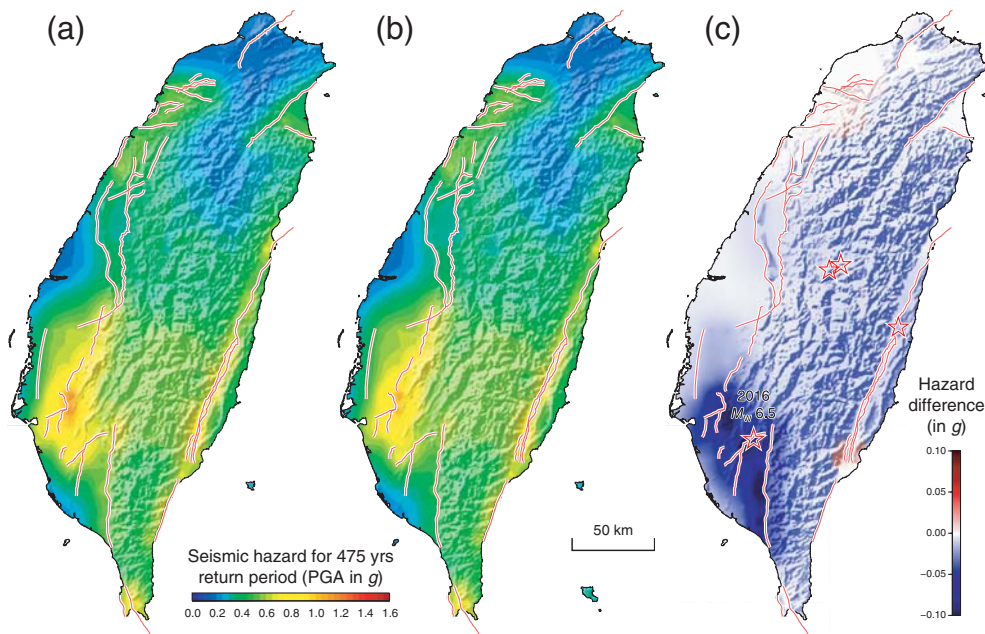 (a)
(b)
(c)
2016
Mw 6.5
Hazard
difference
(in g)
0.10
0.05
0.00
−0.05
−0.10
50 km
Seismic hazard for 475 yrs
return period (PGA in g)
0.0 0.2 0.4 0.6 0.8 1.0 1.2 1.4 1.6